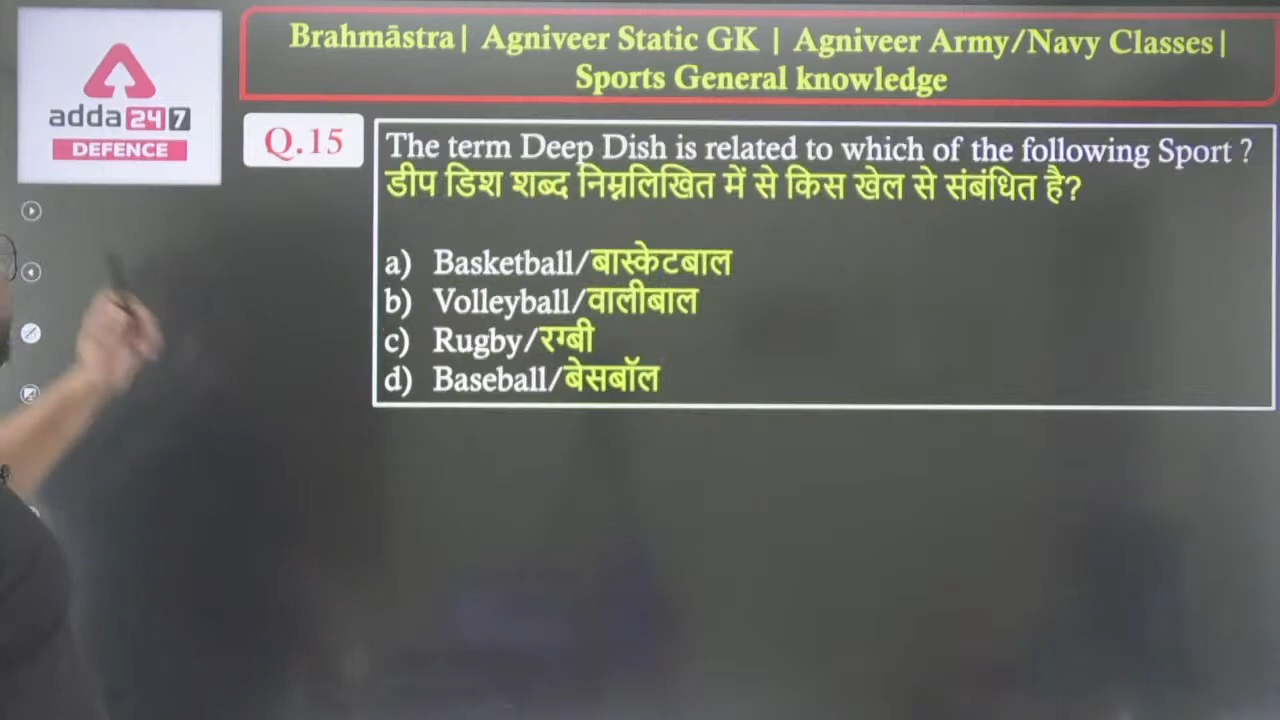 Brahmāstra| Agniveer Static GK | Agniveer Army/Navy Classes|
Sports General knowledge
adda 247
DEFENCE
Q.15
The term Deep Dish is related to which of the following Sport ?
डीप डिश शब्द निम्नलिखित में से किस खेल से संबंधित है?
a) Basketball/बास्केटबाल
b) Volleyball/वालीबाल
c) Rugby/रग्बी
d) Baseball/बेसबॉल